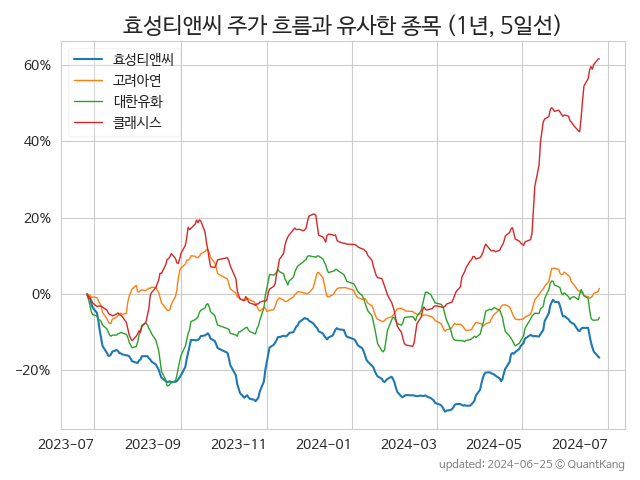 효성티앤씨 주가 흐름과 유사한 종목 (1년, 5일선)
효성티앤씨
고려아연
대한유화
클래시스
60%
40%
20%
0%
−20%
2023-07 2023-09 2023-11 2024-01 2024-03 2024-05 2024-07
updated: 2024-06-25 © QuantKang